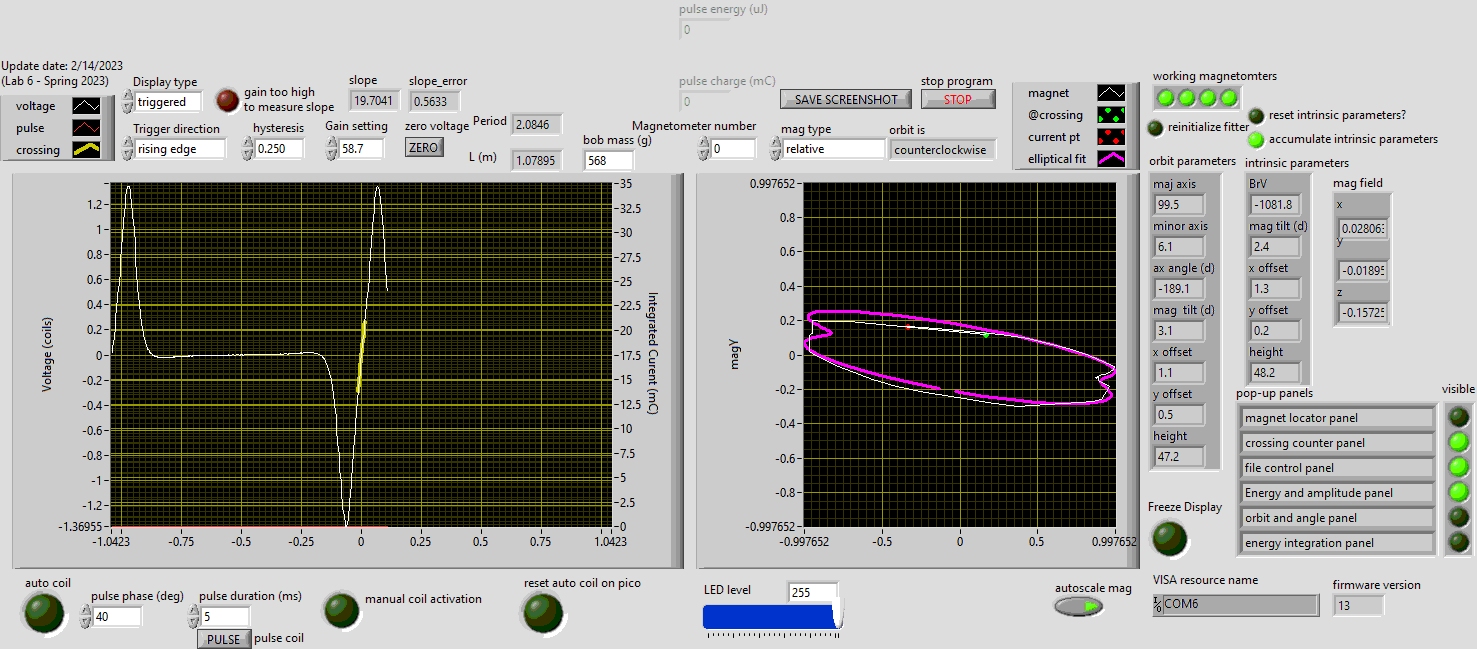 pulse energy (uJ)
0
Update date: 2/14/2023
(Lab 6 - Spring 2023)
voltage
pulse
crossing
Display type
triggered
gain too high
to measure slope
slope
19.7041
slope_error
0.5633
Trigger direction
rising edge
hysteresis
0.250
Gain setting
58.7
zero voltage
ZERO
Period
2.0846
L (m)
1.07895
bob mass (g)
568
pulse charge (mC)
0
SAVE SCREENSHOT
stop program
STOP
Magnetometer number
0
mag type
relative
orbit is
counterclockwise
magnet
@crossing
current pt
elliptical fit
working magnetomters
reinitialize fitter
reset intrinsic parameters?
accumulate intrinsic parameters
Voltage (coils)
1.2
1
0.8
0.6
0.4
0.2
0
-0.2
-0.4
-0.6
-0.8
-1
-1.2
-1.36955
-1.0423
-0.75
-0.5
-0.25
0
0.25
0.5
0.75
1.0423
35
32.5
30
27.5
25
22.5
20
17.5
15
12.5
10
7.5
5
2.5
0
Integrated Current (mC)
magY
0.997652
0.8
0.6
0.4
0.2
0
-0.2
-0.4
-0.6
-0.8
-0.997652
-0.997652
-0.5
0
0.5
0.997652
orbit parameters
maj axis
99.5
minor axis
6.1
ax angle (d)
-189.1
mag tilt (d)
3.1
x offset
1.1
y offset
0.5
height
47.2
intrinsic parameters
BrV
-1081.8
mag tilt (d)
2.4
x offset
1.3
y offset
0.2
height
48.2
mag field
x
y
-0.01895
z
-0.15725
pop-up panels
visible
magnet locator panel
crossing counter panel
file control panel
Energy and amplitude panel
orbit and angle panel
energy integration panel
Freeze Display
auto coil
pulse phase (deg)
40
pulse duration (ms)
5
PULSE
pulse coil
manual coil activation
reset auto coil on pico
LED level
255
autoscale mag
VISA resource name
COM6
firmware version
13